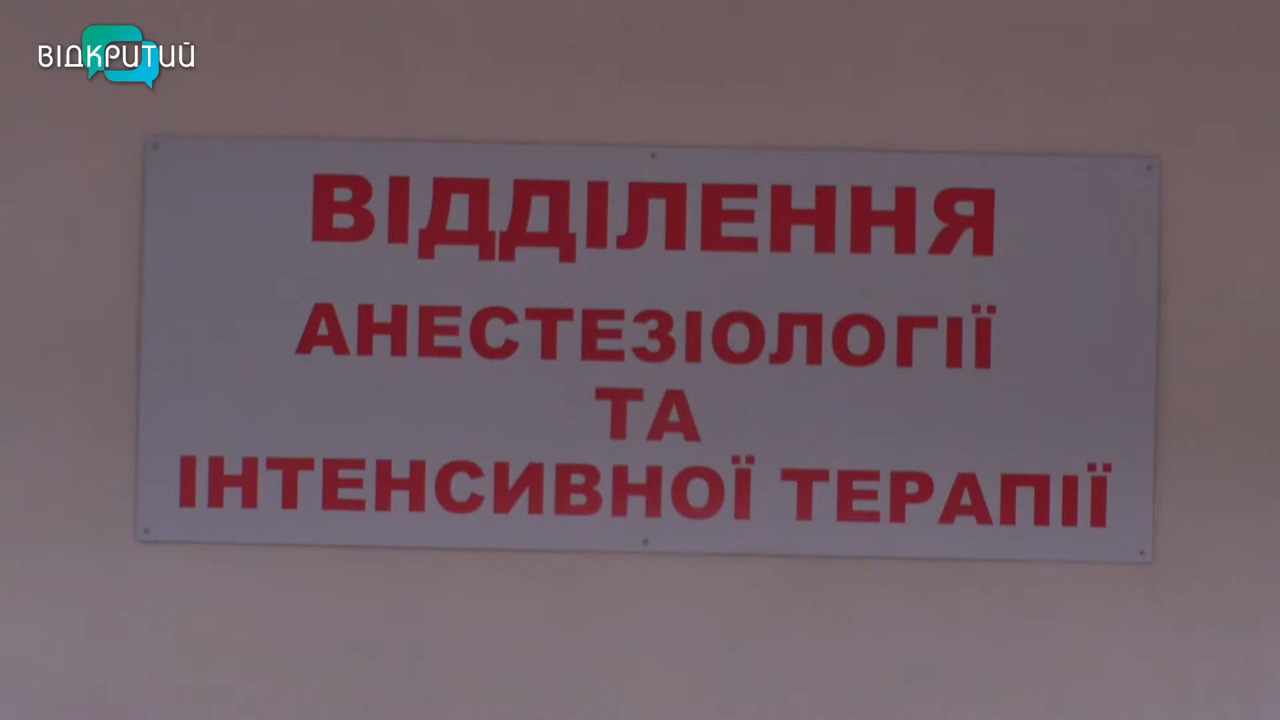 ВІДКРИТИЙ
ВІДДІЛЕННЯ
АНЕСТЕЗІОЛОГІЇ
ТА
ІНТЕНСИВНОЇ ТЕРАПІЇ